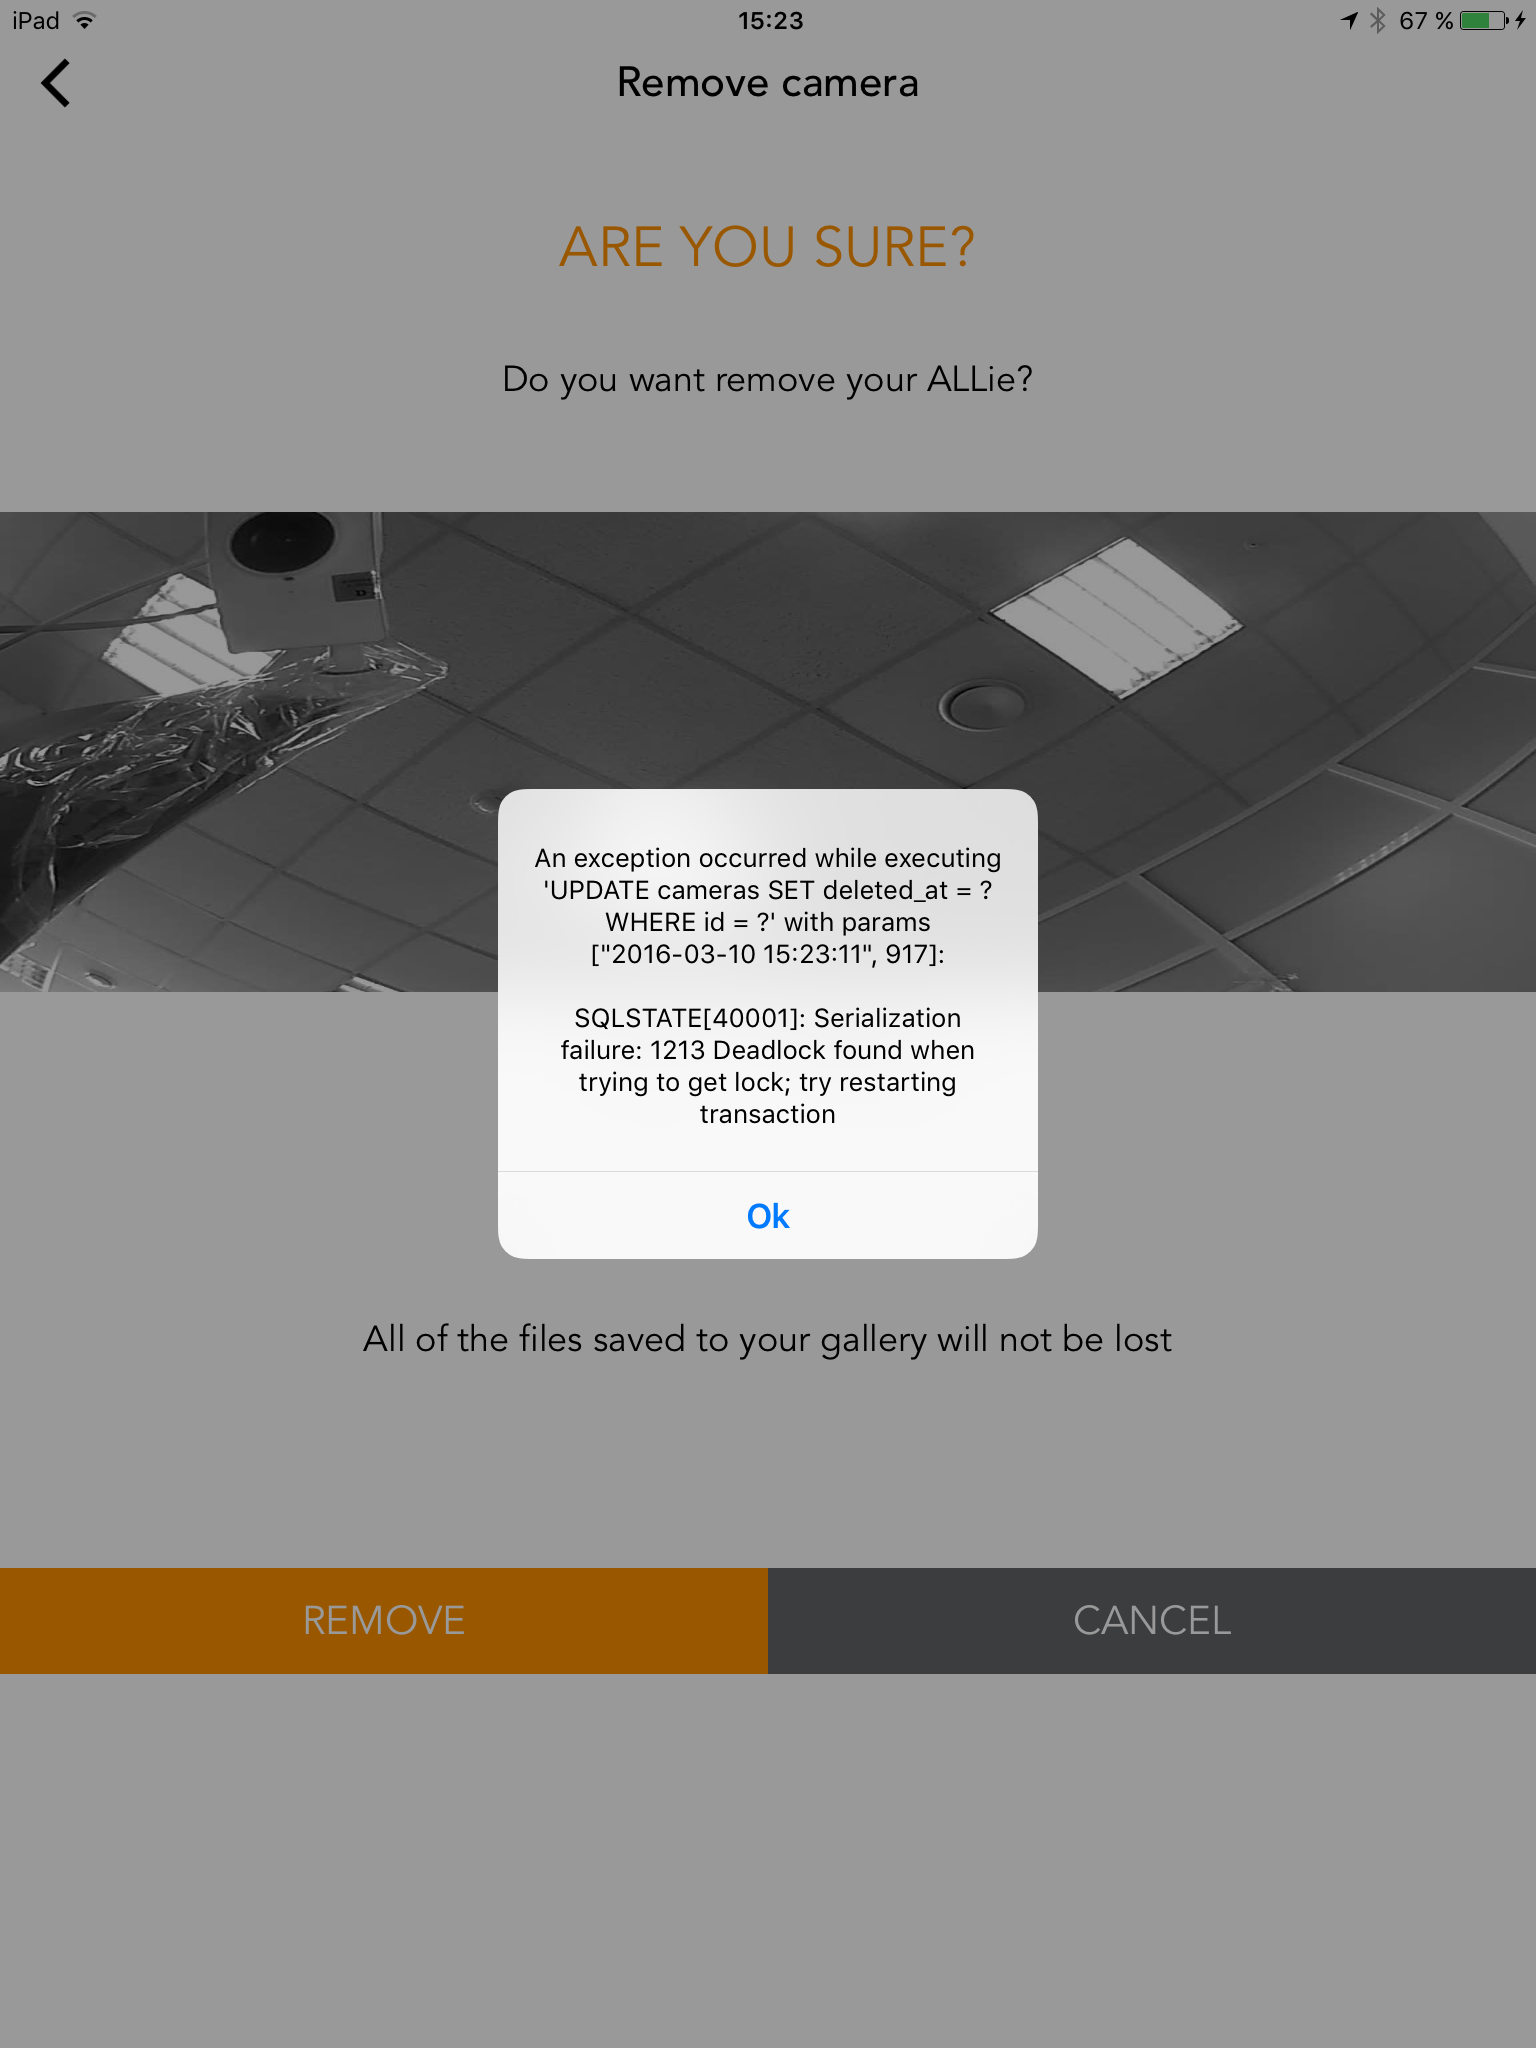 iPad 15:23 67 %
Remove camera
ARE YOU SURE?
Do you want remove your ALLie?
An exception occurred while executing
'UPDATE cameras SET deleted_at = ?
WHERE id = ?' with params
["2016-03-10 15:23:11", 917]:
SQLSTATE[40001]: Serialization
failure: 1213 Deadlock found when
trying to get lock; try restarting
transaction
Ok
All of the files saved to your gallery will not be lost
REMOVE CANCEL